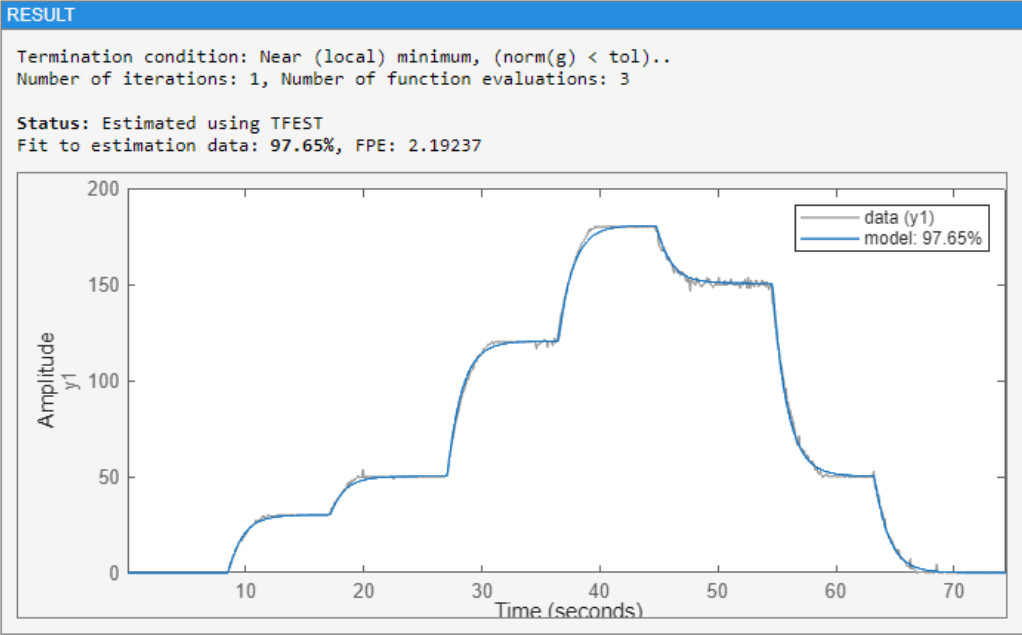 RESULT
Termination condition: Near (local) minimum, (norm(g) < tol)..
Number of iterations: 1, Number of function evaluations: 3
Status: Estimated using TFEST
Fit to estimation data: 97.65%, FPE: 2.19237
200
150
100
50
0
Amplitude
y1
data (y1)
model: 97.65%
10 20 30 40 50 60 70
Time (seconds)